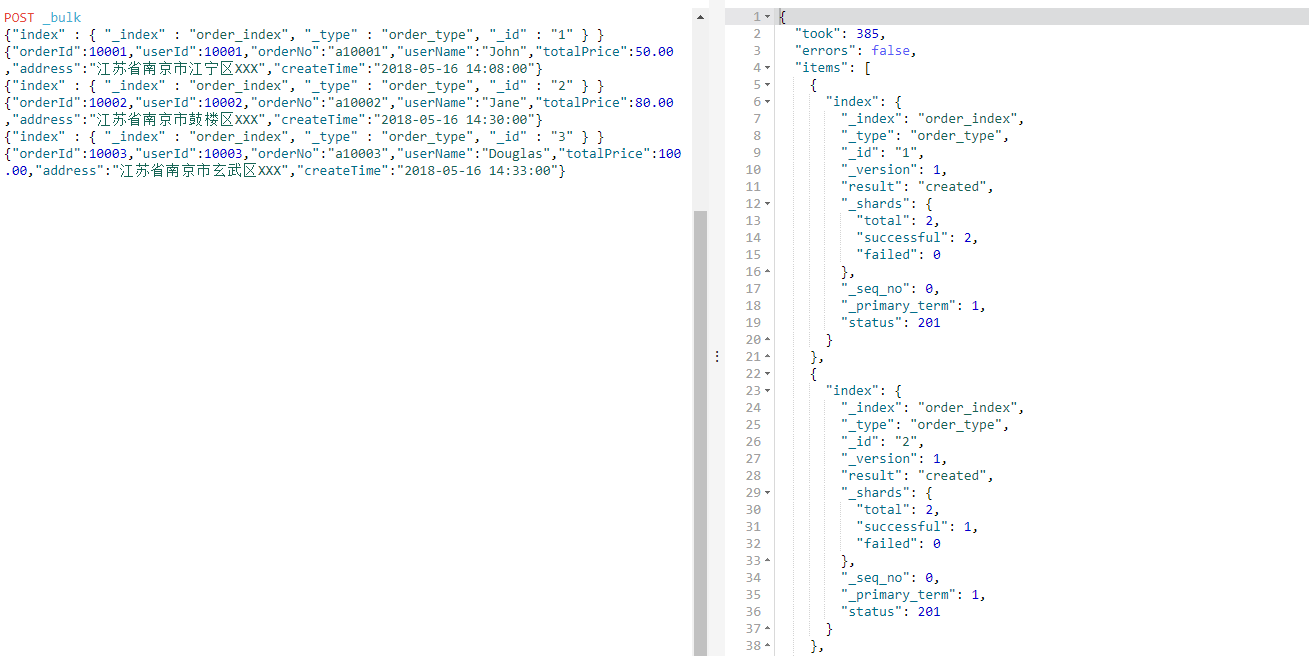 POST _bulk
{"index" : { "_index" : "order_index", "_type" : "order_type", "_id" : "1" } }
{"orderId":10001,"userId":10001,"orderNo":"a10001","userName":"John","totalPrice":50.00
,"address":"江苏省南京市江宁区XXX","createTime":"2018-05-16 14:08:00"}
{"index" : { "_index" : "order_index", "_type" : "order_type", "_id" : "2" } }
{"orderId":10002,"userId":10002,"orderNo":"a10002","userName":"Jane","totalPrice":80.00
,"address":"江苏省南京市鼓楼区XXX","createTime":"2018-05-16 14:30:00"}
{"index" : { "_index" : "order_index", "_type" : "order_type", "_id" : "3" } }
{"orderId":10003,"userId":10003,"orderNo":"a10003","userName":"Douglas","totalPrice":100
.00,"address":"江苏省南京市玄武区XXX","createTime":"2018-05-16 14:33:00"}
1 {
2 "took": 385,
3 "errors": false,
4 "items": [
5 {
6 "index": {
7 "_index": "order_index",
8 "_type": "order_type",
9 "_id": "1",
10 "_version": 1,
11 "result": "created",
12 "_shards": {
13 "total": 2,
14 "successful": 2,
15 "failed": 0
16 },
17 "_seq_no": 0,
18 "_primary_term": 1,
19 "status": 201
20 }
21 },
22 {
23 "index": {
24 "_index": "order_index",
25 "_type": "order_type",
26 "_id": "2",
27 "_version": 1,
28 "result": "created",
29 "_shards": {
30 "total": 2,
31 "successful": 1,
32 "failed": 0
33 },
34 "_seq_no": 0,
35 "_primary_term": 1,
36 "status": 201
37 }
38 },